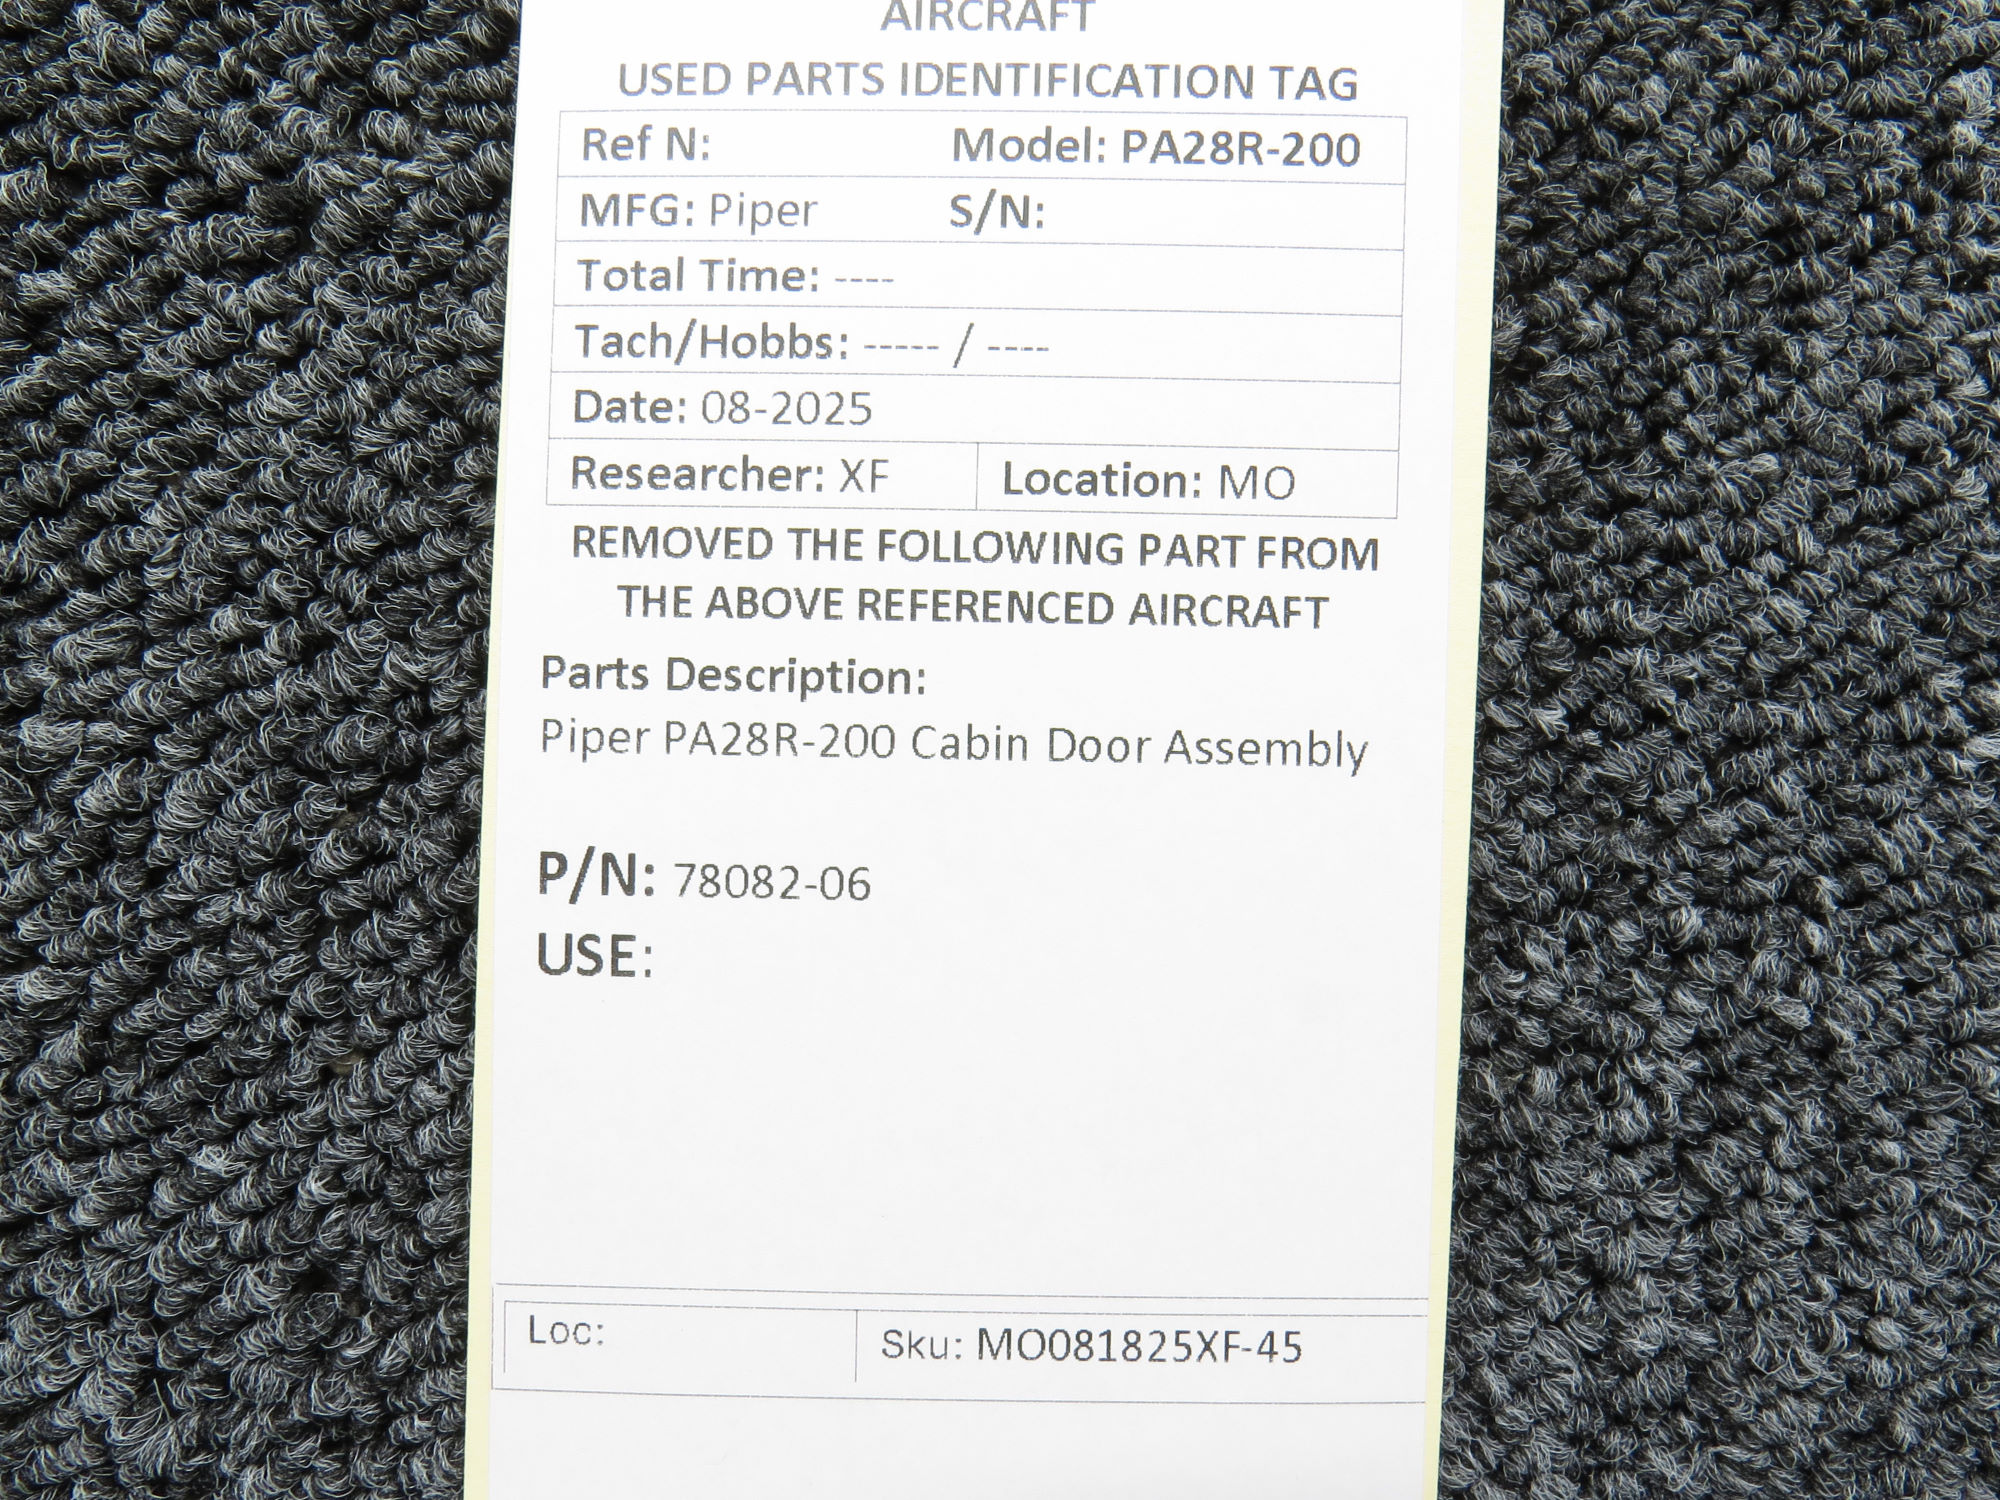 AIRCRAFT
USED PARTS IDENTIFICATION TAG
Ref N: Model: PA28R-200
MFG: Piper S/N:
Total Time: ----
Tach/Hobbs: ----- / ----
Date: 08-2025
Researcher: XF Location: MO
REMOVED THE FOLLOWING PART FROM
THE ABOVE REFERENCED AIRCRAFT
Parts Description:
Piper PA28R-200 Cabin Door Assembly
P/N: 78082-06
USE:
Loc: Sku: MO081825XF-45